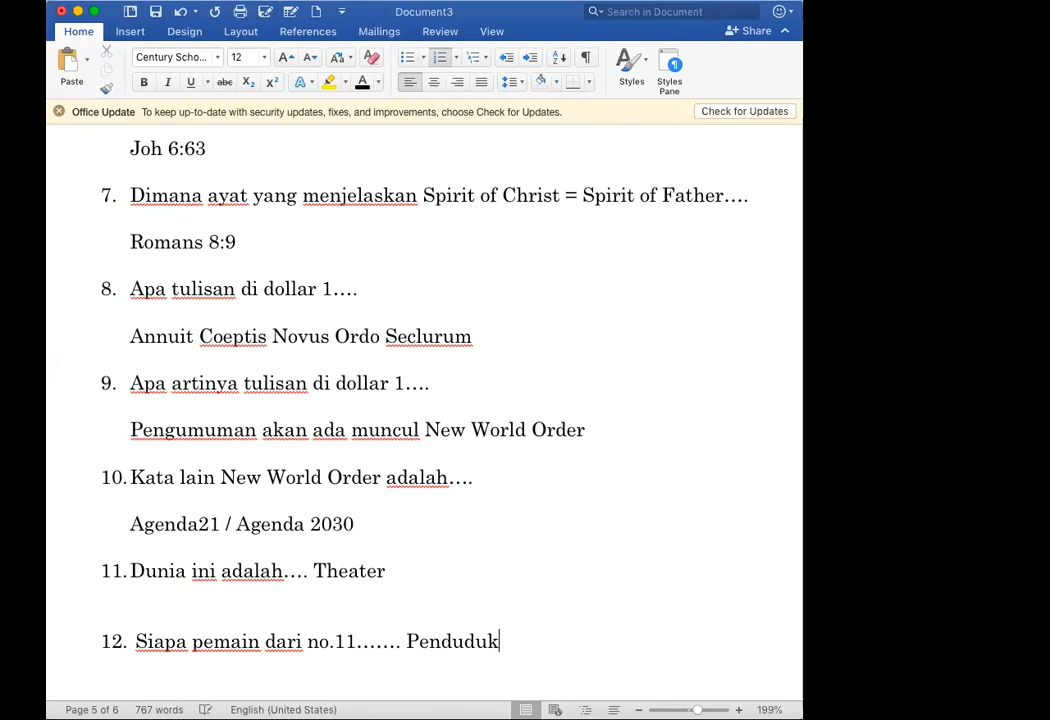 Document3
Search in Document
Home Insert Design Layout References Mailings Review View
Share
Paste
Century Scho... 12
Styles
Styles Pane
Office Update To keep up-to-date with security updates, fixes, and improvements, choose Check for Updates.
Check for Updates
Joh 6:63
7. Dimana ayat yang menjelaskan Spirit of Christ = Spirit of Father….
Romans 8:9
8. Apa tulisan di dollar 1….
Annuit Coeptis Novus Ordo Seclurum
9. Apa artinya tulisan di dollar 1….
Pengumuman akan ada muncul New World Order
10. Kata lain New World Order adalah….
Agenda21 / Agenda 2030
11. Dunia ini adalah…. Theater
12. Siapa pemain dari no.11……. Penduduk
Page 5 of 6 767 words English (United States) 199%